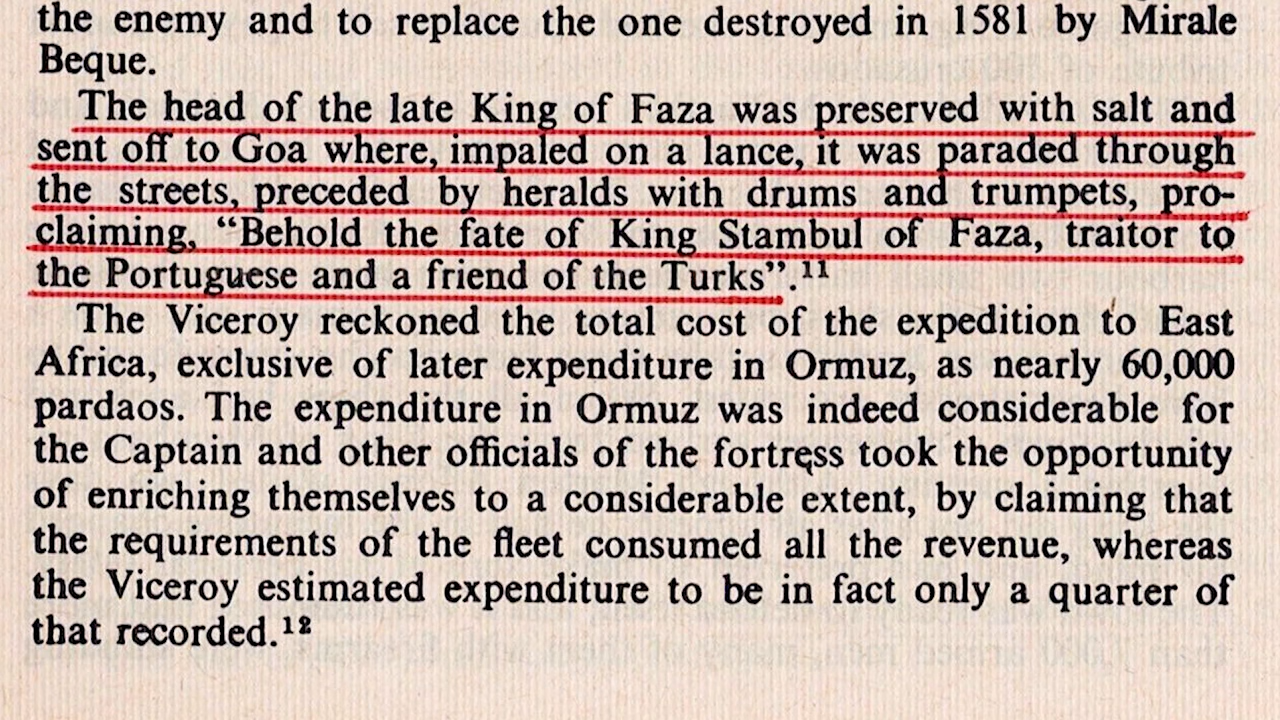 the enemy and to replace the one destroyed in 1581 by Mirale
Beque.
The head of the late King of Faza was preserved with salt and
sent off to Goa where, impaled on a lance, it was paraded through
the streets, preceded by heralds with drums and trumpets, pro-
claiming, “Behold the fate of King Stambul of Faza, traitor to
the Portuguese and a friend of the Turks”.¹¹
The Viceroy reckoned the total cost of the expedition to East
Africa, exclusive of later expenditure in Ormuz, as nearly 60,000
pardaos. The expenditure in Ormuz was indeed considerable for
the Captain and other officials of the fortress took the opportunity
of enriching themselves to a considerable extent, by claiming that
the requirements of the fleet consumed all the revenue, whereas
the Viceroy estimated expenditure to be in fact only a quarter of
that recorded.¹²